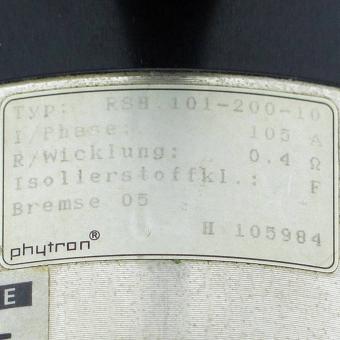 Typ: RSH 101-200-10
I/Phase: 105 A
R/Wicklung: 0.4 Ω
Isolierstoffkl.: F
Bremse 05
H 105984
phytron®
E